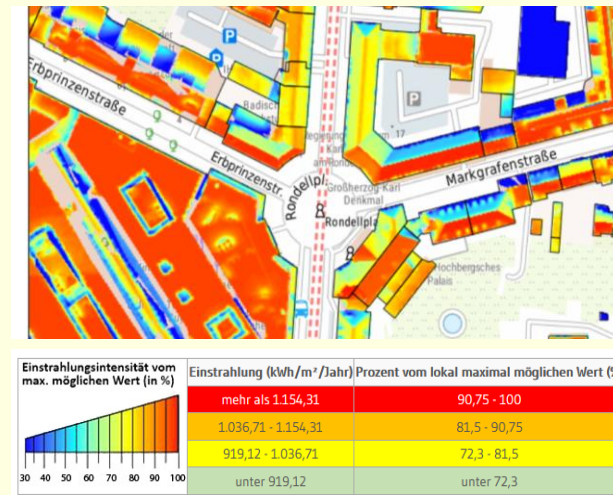 Erbprinzenstraße
P
Badisch
Erbprinzenstr.
Rondellpl.
17
P
Markgrafenstraße
Großherzog-Karl
Denkmal
Rondellpla
Hochbergsches
Palais
Einstrahlungsintensität vom
max. möglichen Wert (in %)
30 40 50 60 70 80 90 100
Einstrahlung (kWh/m²/Jahr) Prozent vom lokal maximal möglichen Wert (%
mehr als 1.154,31 90,75 - 100
1.036,71 - 1.154,31 81,5 - 90,75
919,12 - 1.036,71 72,3 - 81,5
unter 919,12 unter 72,3